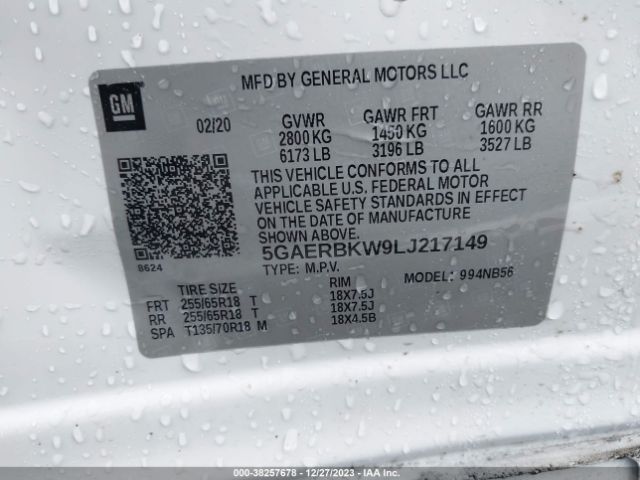 MFD BY GENERAL MOTORS LLC
GM
02/20 GVWR GAWR FRT GAWR RR
2800 KG 1450 KG 1600 KG
6173 LB 3196 LB 3527 LB
THIS VEHICLE CONFORMS TO ALL
APPLICABLE U.S. FEDERAL MOTOR
VEHICLE SAFETY STANDARDS IN EFFECT
ON THE DATE OF MANUFACTURE
SHOWN ABOVE.
5GAERBKW9LJ217149
8624
TYPE: M.P.V. MODEL: 994NB56
TIRE SIZE RIM
FRT 255/65R18 T 18X7.5J
RR 255/65R18 T 18X7.5J
SPA T135/70R18 M 18X4.5B
000-38257678 - 12/27/2023 - IAA Inc.